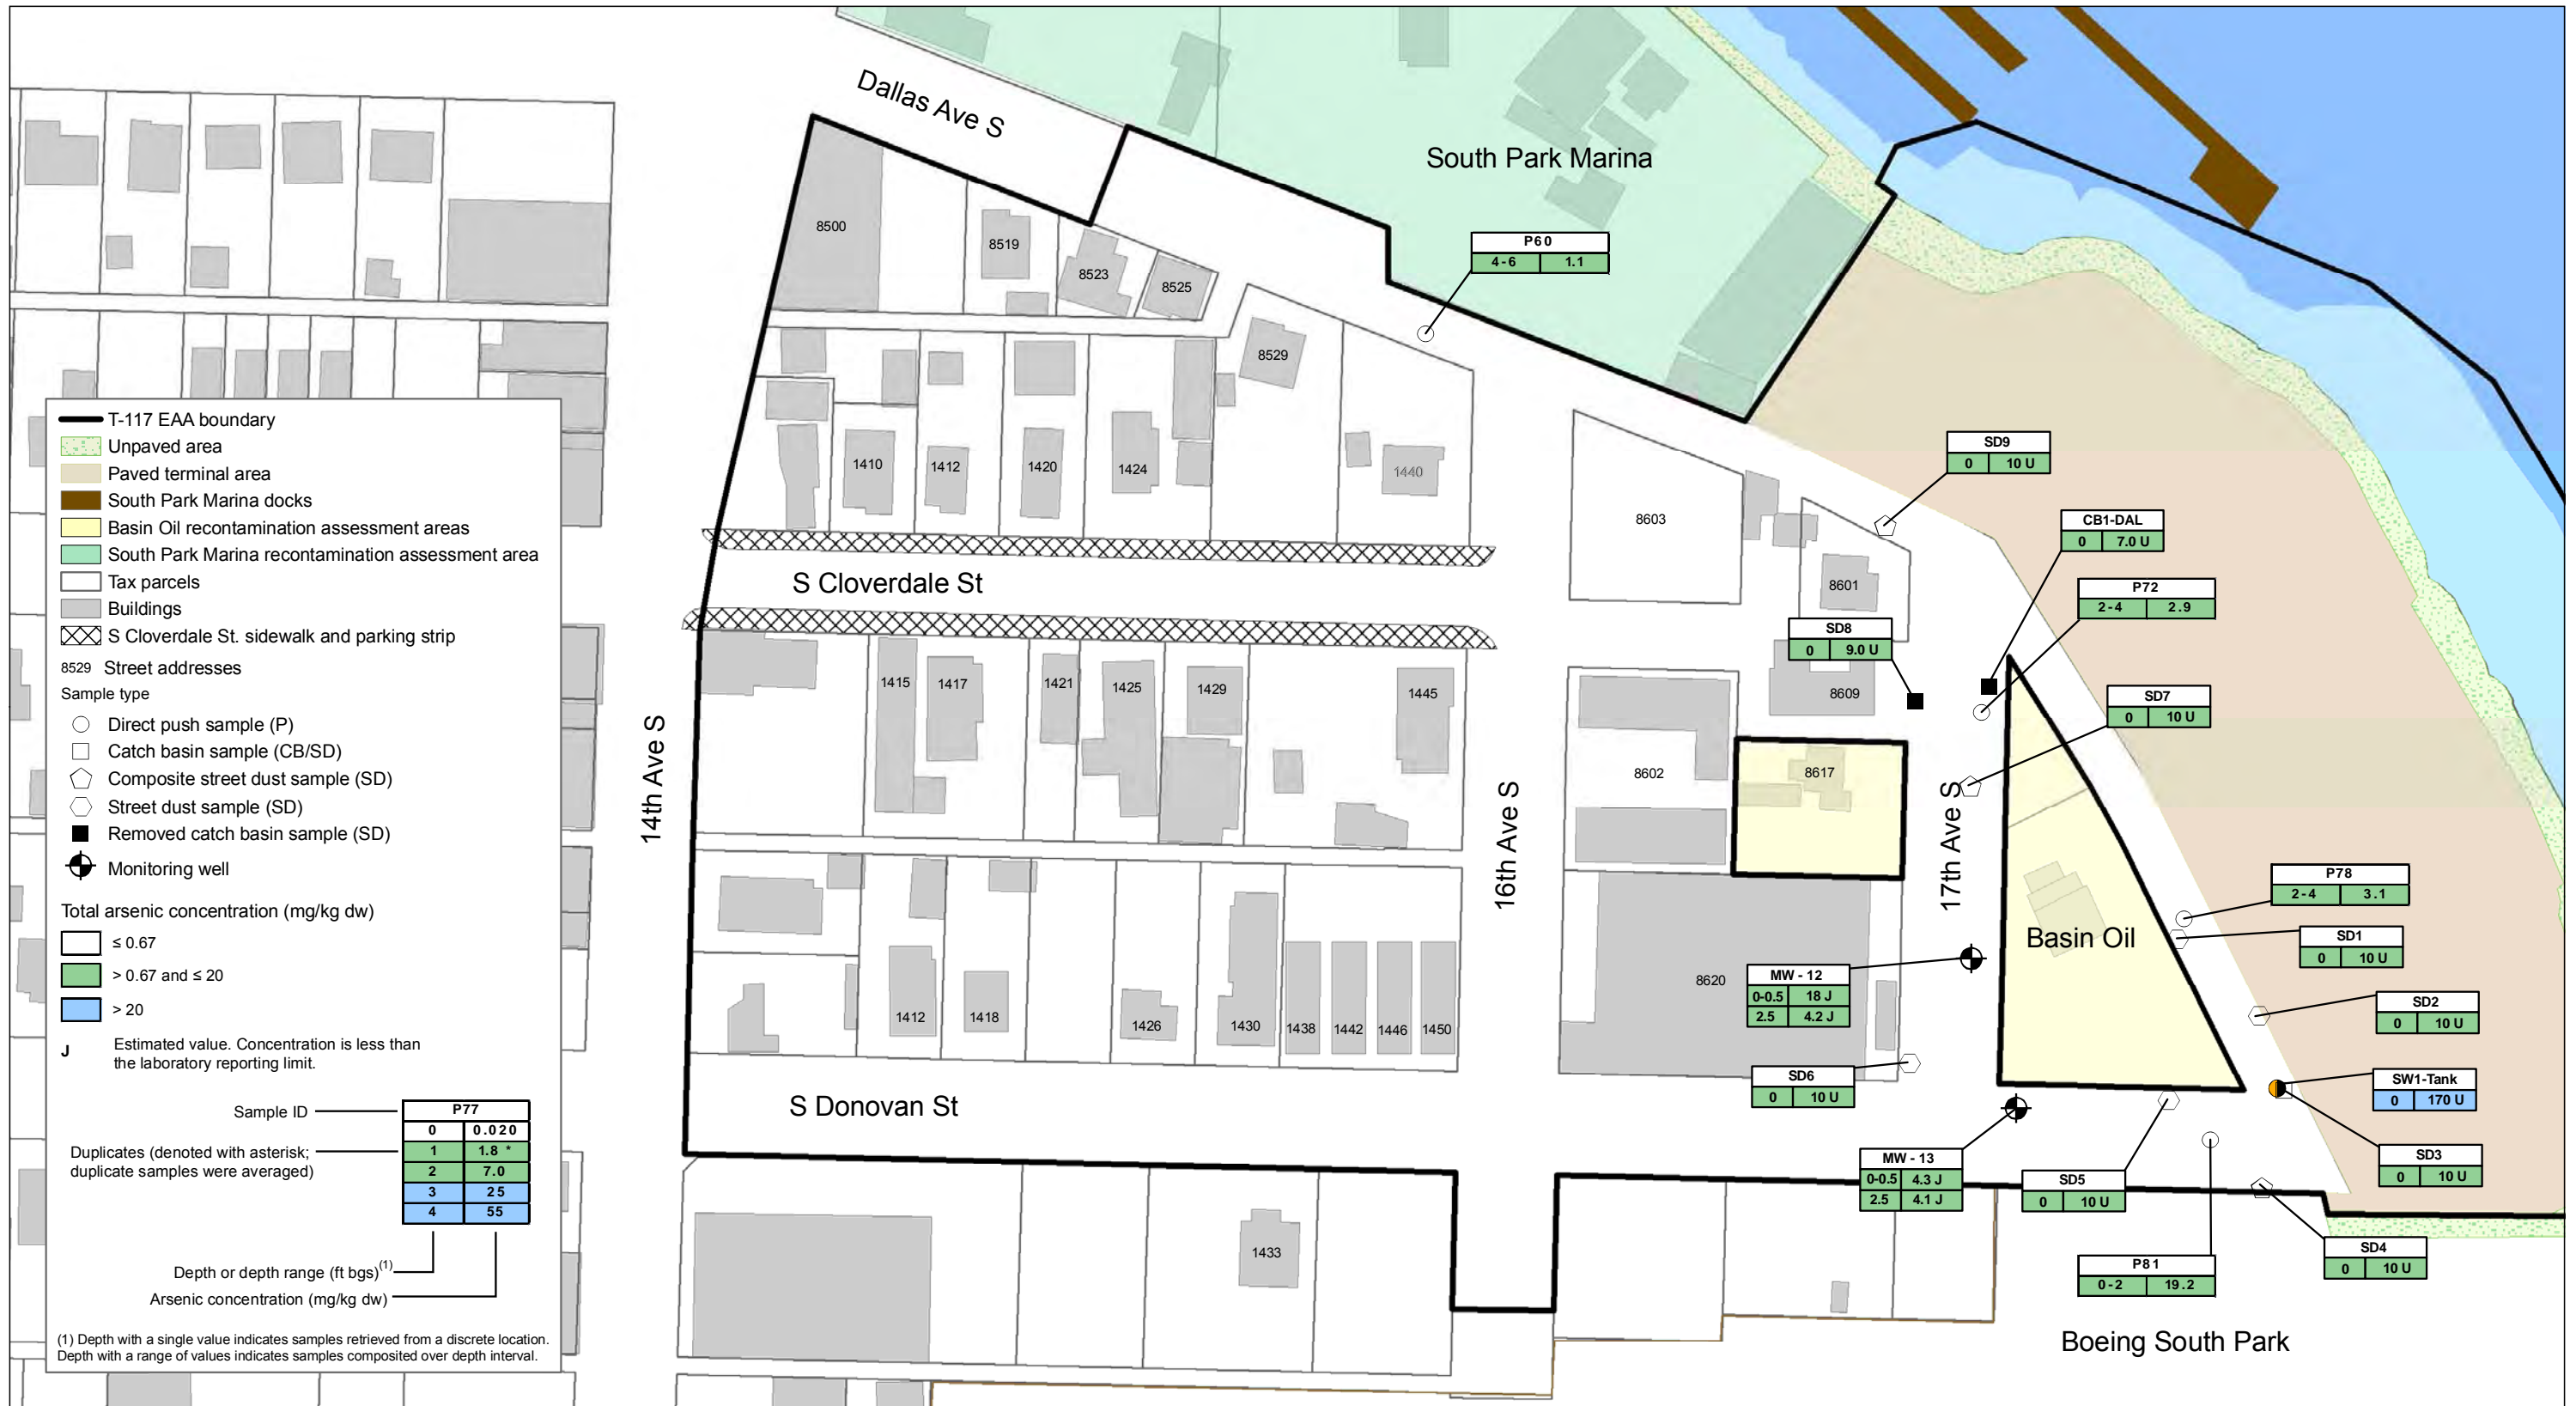 Dallas Ave S
South Park Marina
8500
8519
8523
8525
P60
4-6 1.1
8529
1410
1412
1420
1424
1440
8603
SD9
0 10 U
CB1-DAL
0 7.0 U
P72
2-4 2.9
8601
SD8
0 9.0 U
8609
SD7
0 10 U
S Cloverdale St
1415
1417
1421
1425
1429
1445
14th Ave S
16th Ave S
17th Ave S
8602
8617
P78
2-4 3.1
SD1
0 10 U
Basin Oil
8620
MW - 12
0-0.5 18 J
2.5 4.2 J
SD2
0 10 U
1412
1418
1426
1430
1438
1442
1446
1450
SD6
0 10 U
SW1-Tank
0 170 U
S Donovan St
SD3
0 10 U
MW - 13
0-0.5 4.3 J
2.5 4.1 J
SD5
0 10 U
SD4
0 10 U
P81
0-2 19.2
1433
Boeing South Park
T-117 EAA boundary
Unpaved area
Paved terminal area
South Park Marina docks
Basin Oil recontamination assessment areas
South Park Marina recontamination assessment area
Tax parcels
Buildings
S Cloverdale St. sidewalk and parking strip
8529 Street addresses
Sample type
Direct push sample (P)
Catch basin sample (CB/SD)
Composite street dust sample (SD)
Street dust sample (SD)
Removed catch basin sample (SD)
Monitoring well
Total arsenic concentration (mg/kg dw)
≤ 0.67
> 0.67 and ≤ 20
> 20
J Estimated value. Concentration is less than
the laboratory reporting limit.
Sample ID
P77
0 0.020
1 1.8 *
2 7.0
3 25
4 55
Duplicates (denoted with asterisk;
duplicate samples were averaged)
Depth or depth range (ft bgs)(1)
Arsenic concentration (mg/kg dw)
(1) Depth with a single value indicates samples retrieved from a discrete location.
Depth with a range of values indicates samples composited over depth interval.